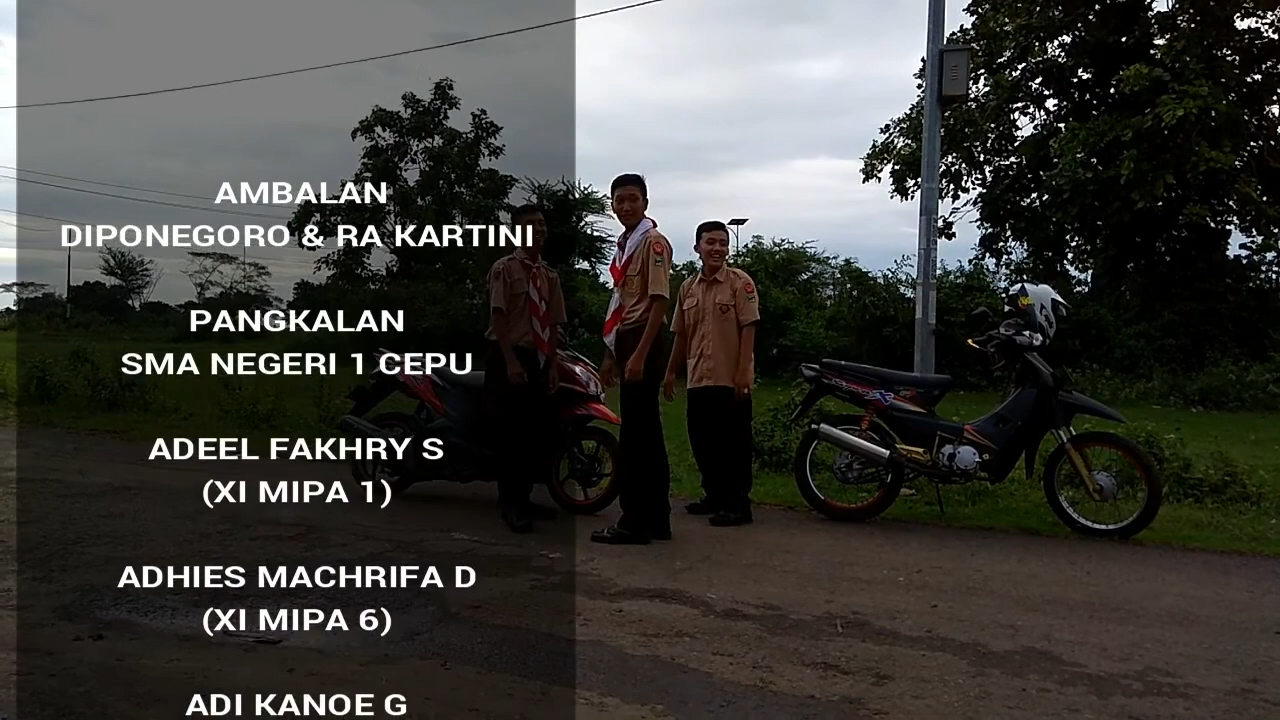 AMBALAN
DIPONEGORO & RA KARTINI
PANGKALAN
SMA NEGERI 1 CEPU
ADEEL FAKHRY S
(XI MIPA 1)
ADHIES MACHRIFA D
(XI MIPA 6)
ADI KANOE G